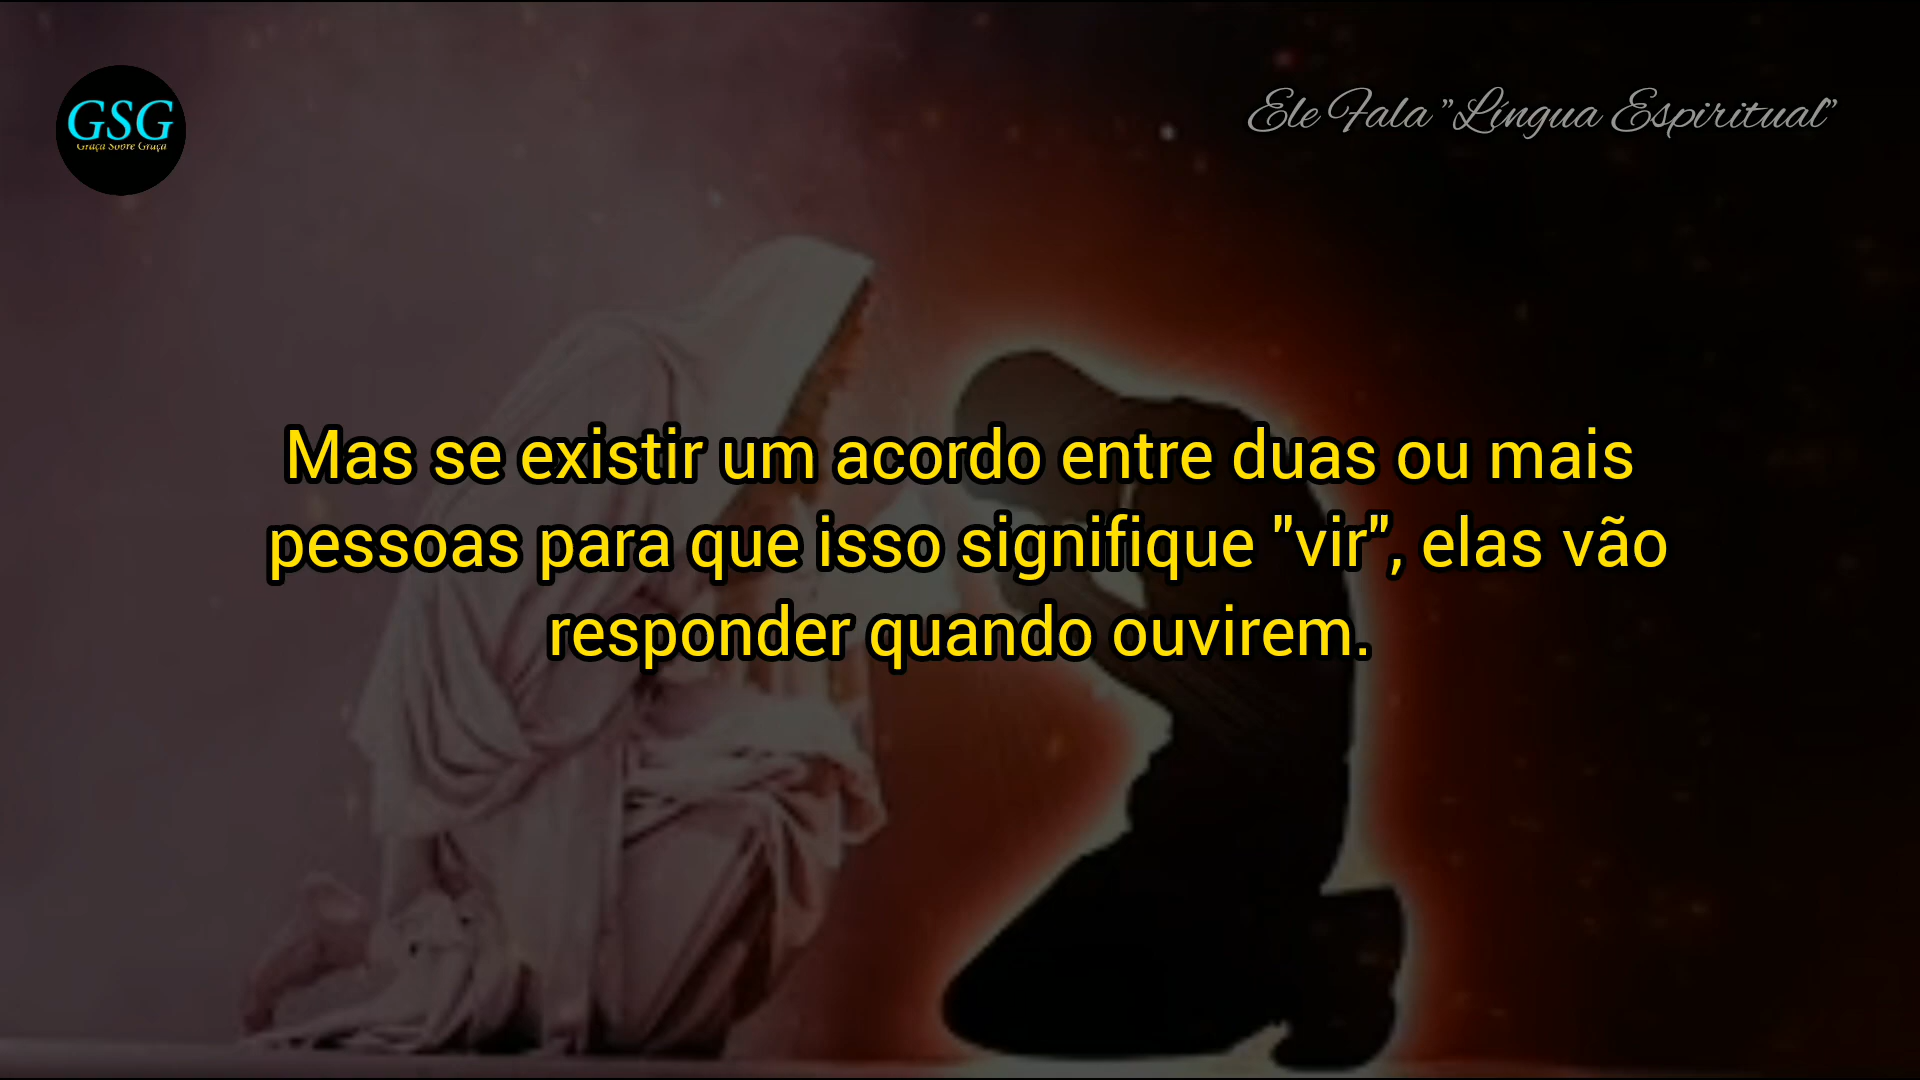 GSG
Graça Sobre Graça
Ele Fala "Língua Espiritual"
Mas se existir um acordo entre duas ou mais
pessoas para que isso signifique "vir", elas vão
responder quando ouvirem.